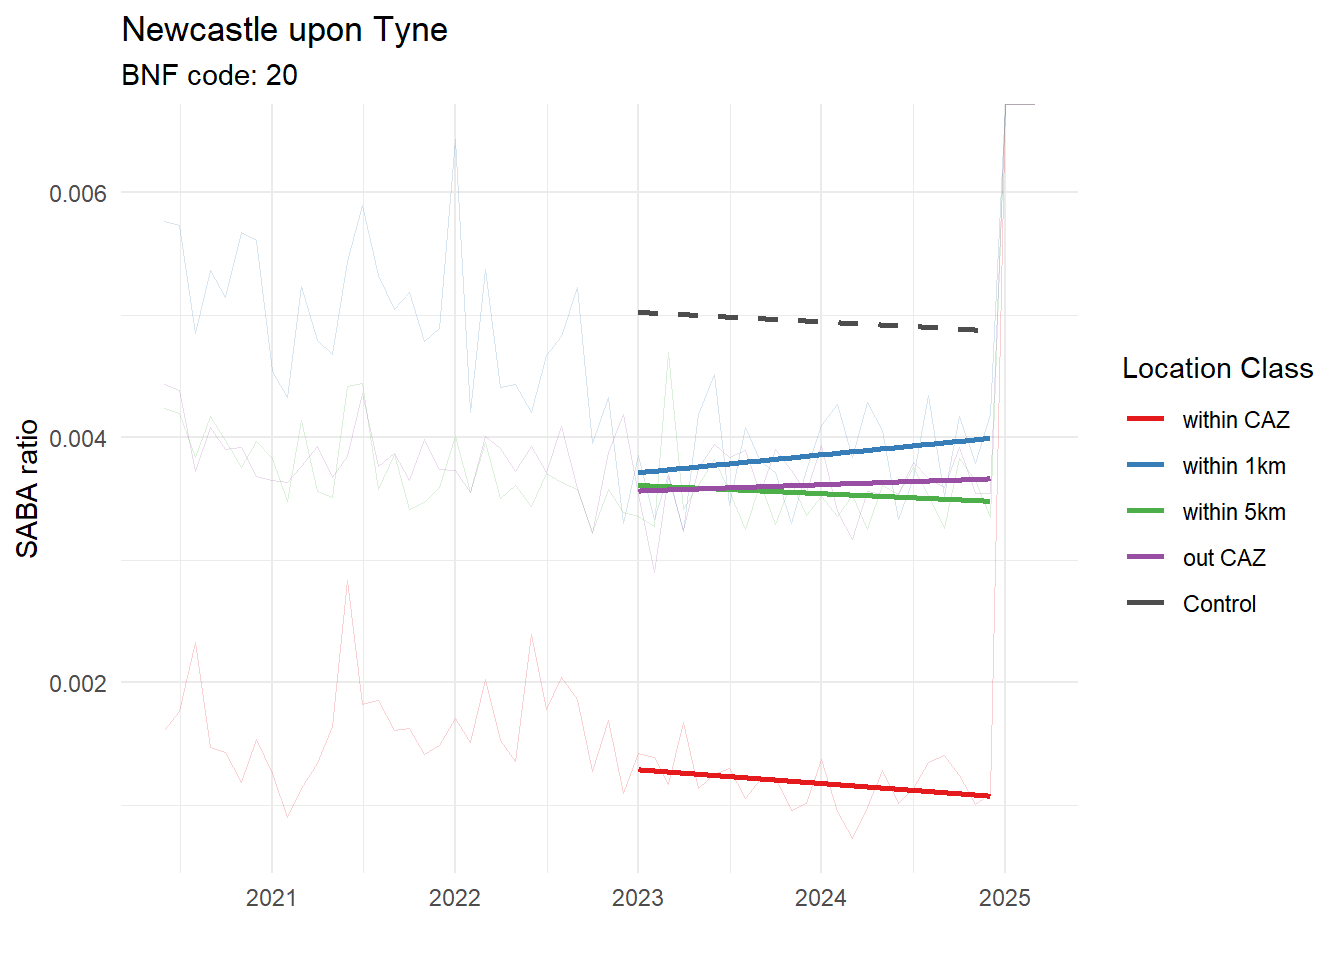 Newcastle upon Tyne
BNF code: 20
SABA ratio
0.006
0.004
0.002
2021
2022
2023
2024
2025
Location Class
within CAZ
within 1km
within 5km
out CAZ
Control